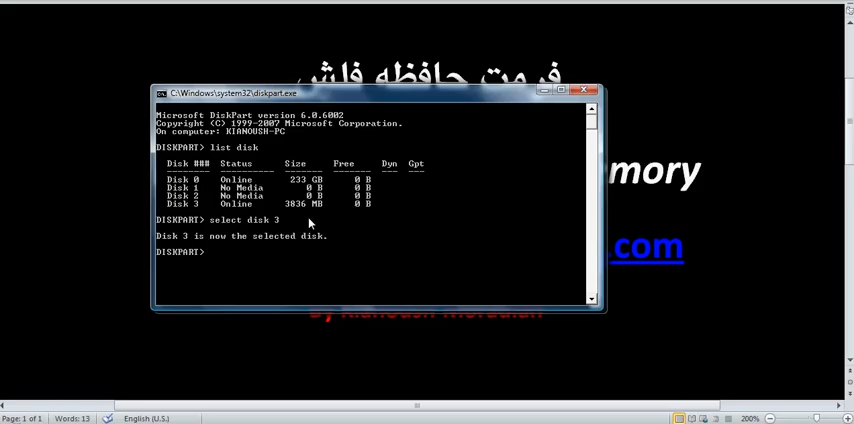 فرمت حافظه فلش
C:\Windows\system32\diskpart.exe
Microsoft DiskPart version 6.0.6002
Copyright (C) 1999-2007 Microsoft Corporation.
On computer: KIANOUSH-PC
DISKPART> list disk
Disk ### Status Size Free Dyn Gpt
-------- ---------- ------- ------- --- ---
Disk 0 Online 233 GB 0 B
Disk 1 No Media 0 B 0 B
Disk 2 No Media 0 B 0 B
Disk 3 Online 3836 MB 0 B
DISKPART> select disk 3
Disk 3 is now the selected disk.
DISKPART>
mory
.com
Page: 1 of 1 Words: 13 English (U.S.) 200%